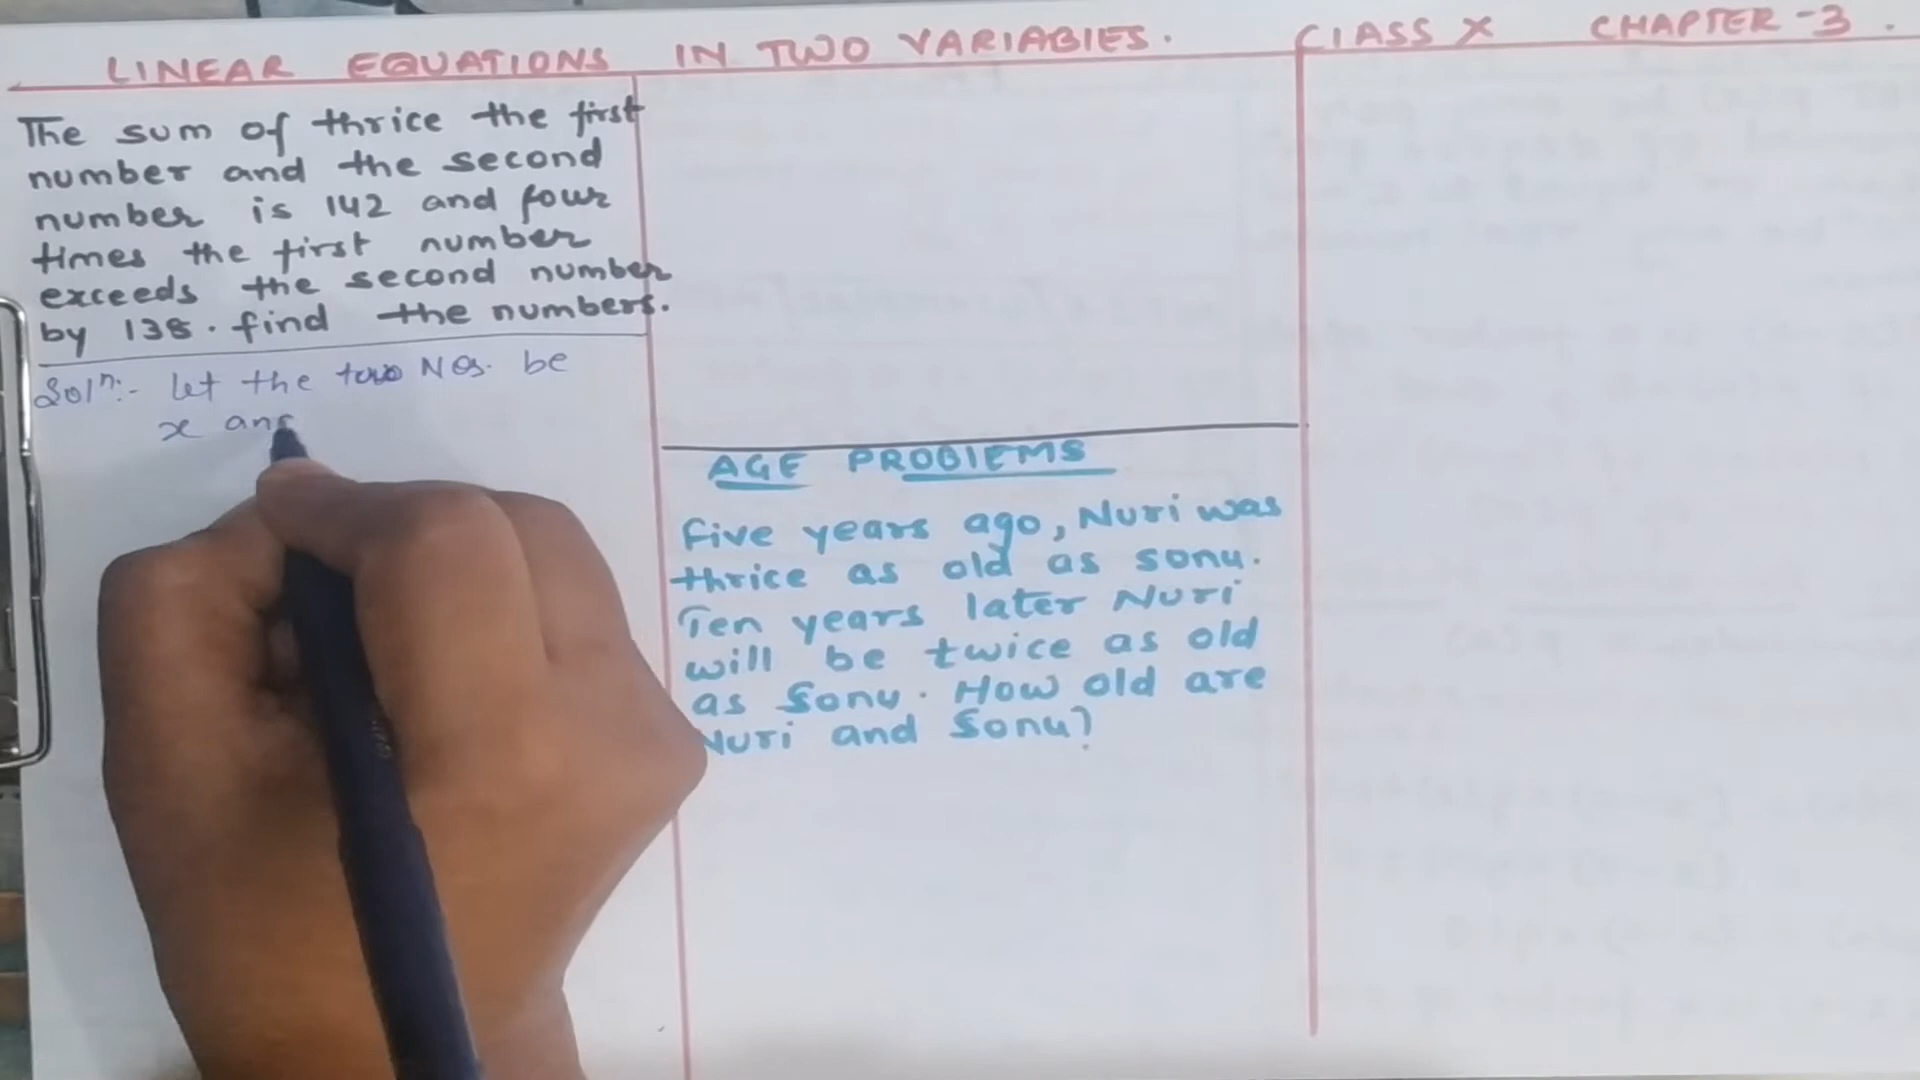 LINEAR EQUATIONS IN TWO VARIABLES. CLASS X CHAPTER-3.
The sum of thrice the first
number and the second
number is 142 and four
times the first number
exceeds the second number
by 138. find the numbers.
Solⁿ:- Let the two Nos. be
x and
AGE PROBLEMS
Five years ago, Nuri was
thrice as old as sonu.
Ten years later Nuri
will be twice as old
as Sonu. How old are
Nuri and Sonu?